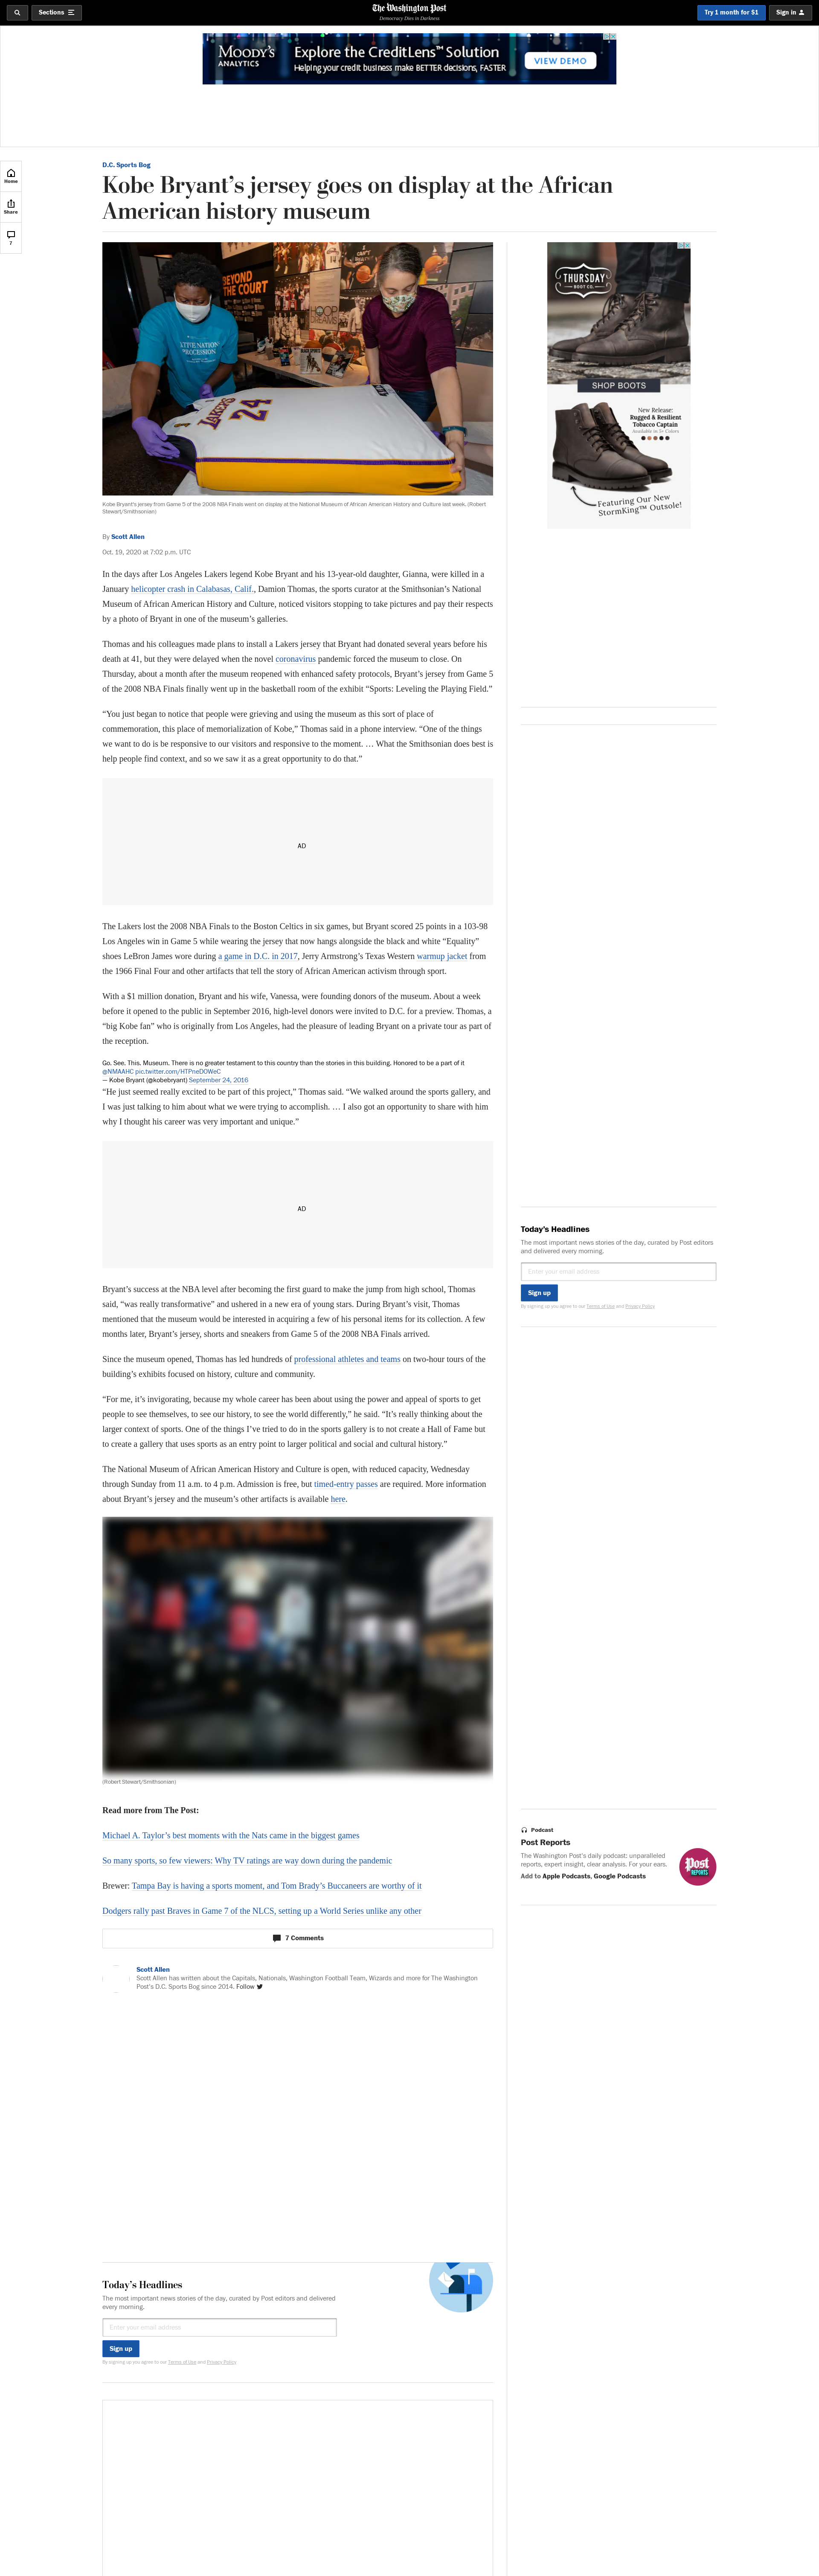 Sections
The Washington Post
Democracy Dies in Darkness
Try 1 month for $1
Sign in
MOODY'S
ANALYTICS
Explore the CreditLens™ Solution
Helping your credit business make BETTER decisions, FASTER
VIEW DEMO
Home
Share
7
D.C. Sports Bog
Kobe Bryant’s jersey goes on display at the African
American history museum
BEYOND
THE
COURT
HOOP
DREAMS
LAKERS
24
Kobe Bryant's jersey from Game 5 of the 2008 NBA Finals went on display at the National Museum of African American History and Culture last week. (Robert
Stewart/Smithsonian)
By Scott Allen
Oct. 19, 2020 at 7:02 p.m. UTC
In the days after Los Angeles Lakers legend Kobe Bryant and his 13-year-old daughter, Gianna, were killed in a
January helicopter crash in Calabasas, Calif., Damion Thomas, the sports curator at the Smithsonian’s National
Museum of African American History and Culture, noticed visitors stopping to take pictures and pay their respects
by a photo of Bryant in one of the museum’s galleries.
Thomas and his colleagues made plans to install a Lakers jersey that Bryant had donated several years before his
death at 41, but they were delayed when the novel coronavirus pandemic forced the museum to close. On
Thursday, about a month after the museum reopened with enhanced safety protocols, Bryant’s jersey from Game 5
of the 2008 NBA Finals finally went up in the basketball room of the exhibit “Sports: Leveling the Playing Field.”
“You just began to notice that people were grieving and using the museum as this sort of place of
commemoration, this place of memorialization of Kobe,” Thomas said in a phone interview. “One of the things
we want to do is be responsive to our visitors and responsive to the moment. … What the Smithsonian does best is
help people find context, and so we saw it as a great opportunity to do that.”
AD
The Lakers lost the 2008 NBA Finals to the Boston Celtics in six games, but Bryant scored 25 points in a 103-98
Los Angeles win in Game 5 while wearing the jersey that now hangs alongside the black and white “Equality”
shoes LeBron James wore during a game in D.C. in 2017, Jerry Armstrong’s Texas Western warmup jacket from
the 1966 Final Four and other artifacts that tell the story of African American activism through sport.
With a $1 million donation, Bryant and his wife, Vanessa, were founding donors of the museum. About a week
before it opened to the public in September 2016, high-level donors were invited to D.C. for a preview. Thomas, a
“big Kobe fan” who is originally from Los Angeles, had the pleasure of leading Bryant on a private tour as part of
the reception.
Go. See. This. Museum. There is no greater testament to this country than the stories in this building. Honored to be a part of it
@NMAAHC pic.twitter.com/HTPneDOWeC
— Kobe Bryant (@kobebryant) September 24, 2016
“He just seemed really excited to be part of this project,” Thomas said. “We walked around the sports gallery, and
I was just talking to him about what we were trying to accomplish. … I also got an opportunity to share with him
why I thought his career was very important and unique.”
AD
Bryant’s success at the NBA level after becoming the first guard to make the jump from high school, Thomas
said, “was really transformative” and ushered in a new era of young stars. During Bryant’s visit, Thomas
mentioned that the museum would be interested in acquiring a few of his personal items for its collection. A few
months later, Bryant’s jersey, shorts and sneakers from Game 5 of the 2008 NBA Finals arrived.
Since the museum opened, Thomas has led hundreds of professional athletes and teams on two-hour tours of the
building’s exhibits focused on history, culture and community.
“For me, it’s invigorating, because my whole career has been about using the power and appeal of sports to get
people to see themselves, to see our history, to see the world differently,” he said. “It’s really thinking about the
larger context of sports. One of the things I’ve tried to do in the sports gallery is to not create a Hall of Fame but
to create a gallery that uses sports as an entry point to larger political and social and cultural history.”
The National Museum of African American History and Culture is open, with reduced capacity, Wednesday
through Sunday from 11 a.m. to 4 p.m. Admission is free, but timed-entry passes are required. More information
about Bryant’s jersey and the museum’s other artifacts is available here.
(Robert Stewart/Smithsonian)
Read more from The Post:
Michael A. Taylor’s best moments with the Nats came in the biggest games
So many sports, so few viewers: Why TV ratings are way down during the pandemic
Brewer: Tampa Bay is having a sports moment, and Tom Brady’s Buccaneers are worthy of it
Dodgers rally past Braves in Game 7 of the NLCS, setting up a World Series unlike any other
7 Comments
Scott Allen
Scott Allen has written about the Capitals, Nationals, Washington Football Team, Wizards and more for The Washington
Post's D.C. Sports Bog since 2014. Follow
Today’s Headlines
The most important news stories of the day, curated by Post editors and delivered
every morning.
Enter your email address
Sign up
By signing up you agree to our Terms of Use and Privacy Policy
THURSDAY
BOOT CO.
SHOP BOOTS
New Release:
Rugged & Resilient
Tobacco Captain
Available in 5+ Colors
Featuring Our New
StormKing™ Outsole!
Today's Headlines
The most important news stories of the day, curated by Post editors
and delivered every morning.
Enter your email address
Sign up
By signing up you agree to our Terms of Use and Privacy Policy
Podcast
Post Reports
The Washington Post's daily podcast: unparalleled
reports, expert insight, clear analysis. For your ears.
Add to Apple Podcasts, Google Podcasts
Post
REPORTS